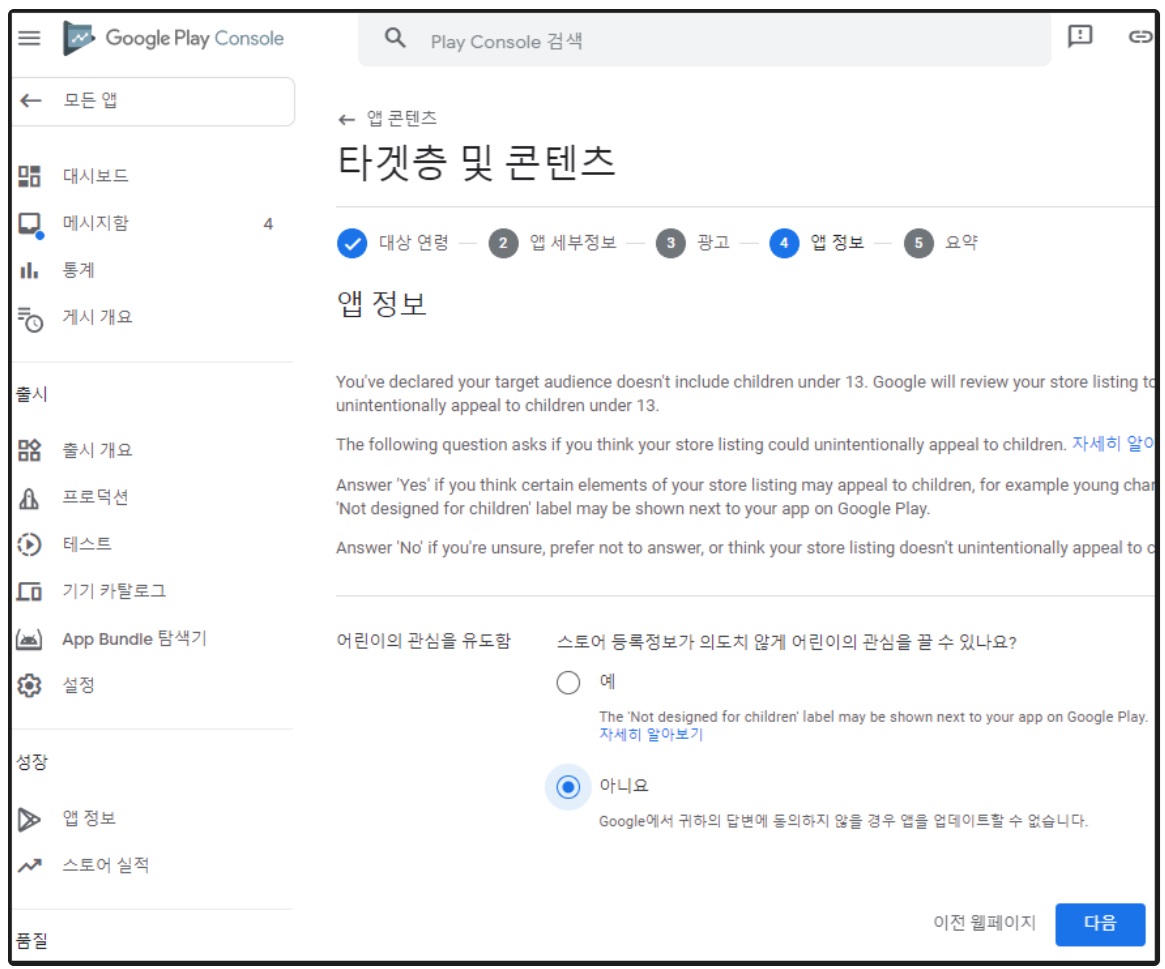 Google Play Console
Play Console 검색
모든 앱
대시보드
메시지함 4
통계
게시 개요
출시
출시 개요
프로덕션
테스트
기기 카탈로그
App Bundle 탐색기
설정
성장
앱 정보
스토어 실적
품질
앱 콘텐츠
타겟층 및 콘텐츠
대상 연령 2 앱 세부정보 3 광고 4 앱 정보 5 요약
앱 정보
You've declared your target audience doesn't include children under 13. Google will review your store listing to
unintentionally appeal to children under 13.
The following question asks if you think your store listing could unintentionally appeal to children. 자세히 알아
Answer 'Yes' if you think certain elements of your store listing may appeal to children, for example young char
'Not designed for children' label may be shown next to your app on Google Play.
Answer 'No' if you're unsure, prefer not to answer, or think your store listing doesn't unintentionally appeal to c
어린이의 관심을 유도함
스토어 등록정보가 의도치 않게 어린이의 관심을 끌 수 있나요?
예
The 'Not designed for children' label may be shown next to your app on Google Play.
자세히 알아보기
아니요
Google에서 귀하의 답변에 동의하지 않을 경우 앱을 업데이트할 수 없습니다.
이전 웹페이지 다음